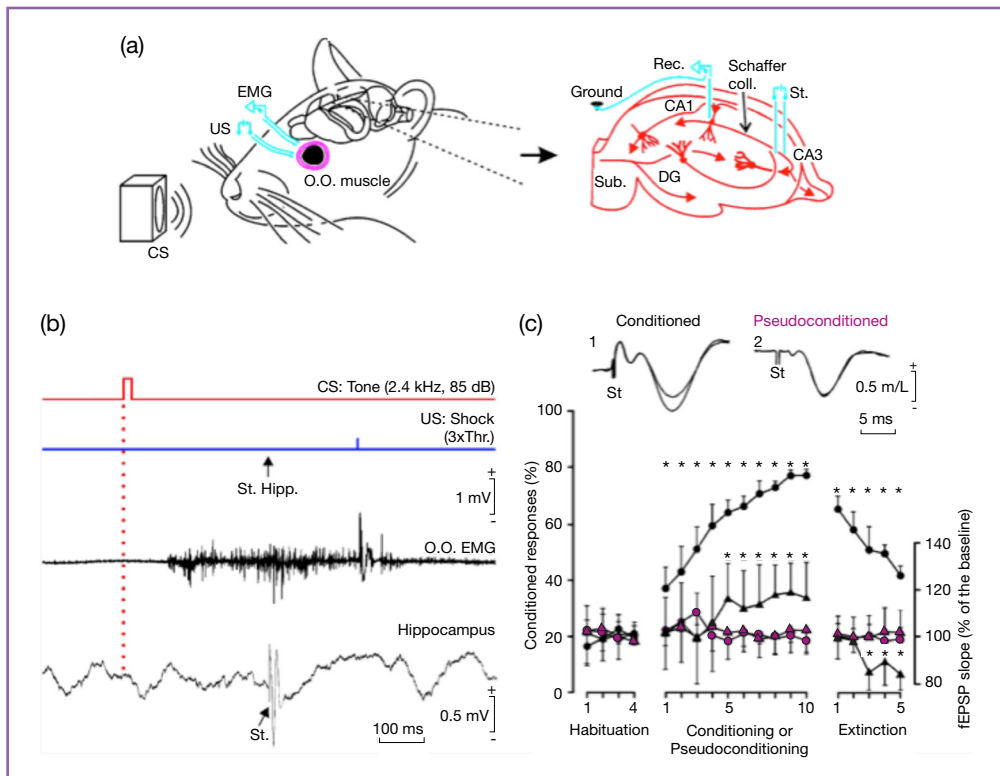 (a)
EMG
US
O.O. muscle
CS
Rec.
Schaffer
coll.
Ground
St.
CA1
CA3
Sub.
DG
(b)
CS: Tone (2.4 kHz, 85 dB)
US: Shock
(3xThr.)
St. Hipp.
+
1 mV
-
O.O. EMG
Hippocampus
+
0.5 mV
-
St.
100 ms
(c)
Conditioned
Pseudoconditioned
1
2
St
St
+
0.5 m/L
-
5 ms
Conditioned responses (%)
100
80
60
40
20
0
* * * * * * * * * *
* * * * * *
* * * * *
* * *
140
120
100
80
fEPSP slope (% of the baseline)
1 4
1 5 10
1 5
Habituation
Conditioning or
Pseudoconditioning
Extinction